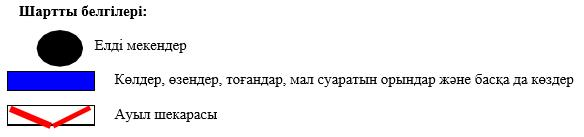 Шартты белгілері:
Елді мекендер
Көлдер, өзендер, тоғандар, мал суаратын орындар және басқа да көздер
Ауыл шекарасы